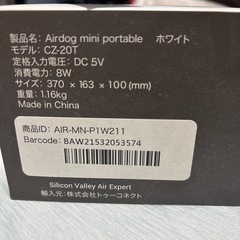 製品名：Airdog mini portable　ホワイト
モデル：CZ-20T
定格入力電圧：DC 5V
消費電力：8W
サイズ：370 × 163 × 100 (mm)
Made in China
重量：1.16kg
商品ID: AIR-MN-P1W211
Barcode: BAW21532053574
Silicon Valley Air Expert
輸入元：株式会社トゥーコネクト